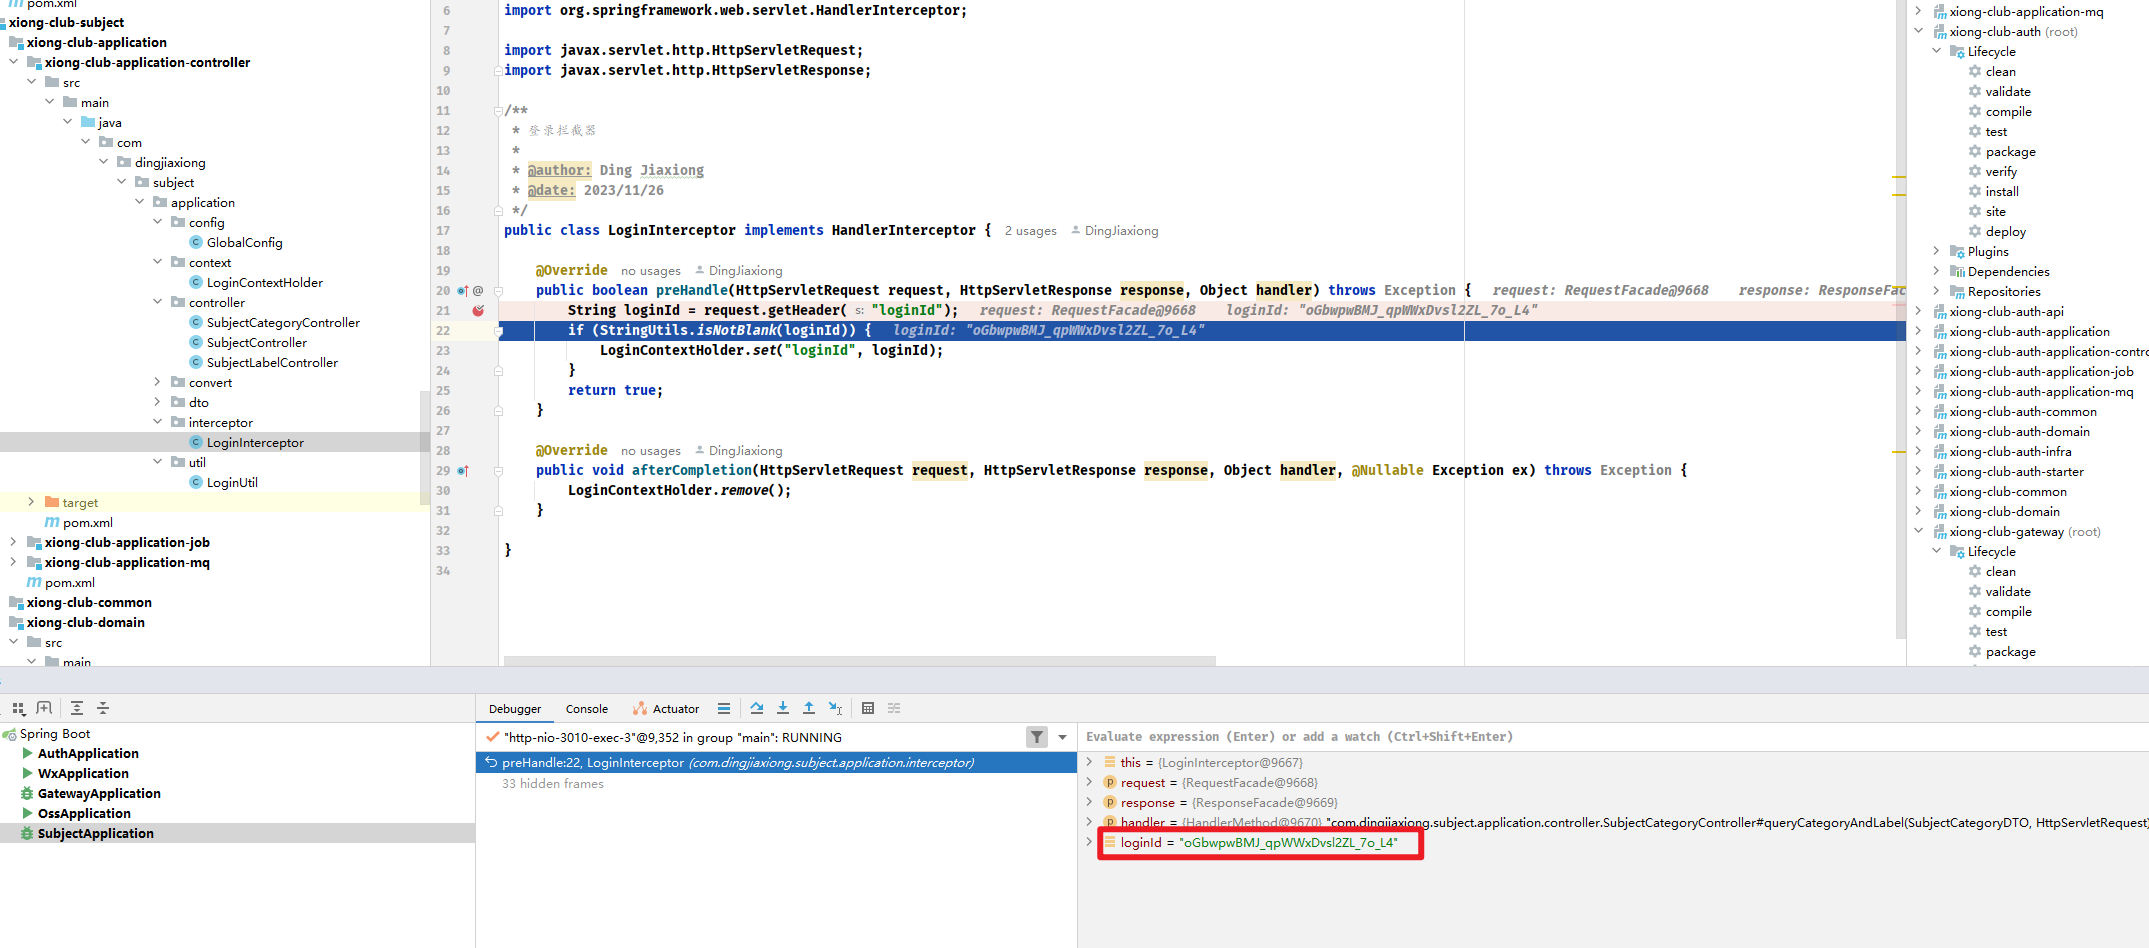 pom.xml
xiong-club-subject
xiong-club-application
xiong-club-application-controller
src
main
java
com
dingjiaxiong
subject
application
config
GlobalConfig
context
LoginContextHolder
controller
SubjectCategoryController
SubjectController
SubjectLabelController
convert
dto
interceptor
LoginInterceptor
util
LoginUtil
target
pom.xml
xiong-club-application-job
xiong-club-application-mq
pom.xml
xiong-club-common
xiong-club-domain
src
main
6 import org.springframework.web.servlet.HandlerInterceptor;
7
8 import javax.servlet.http.HttpServletRequest;
9 import javax.servlet.http.HttpServletResponse;
10
11 /**
12 * 登录拦截器
13 *
14 * @author: Ding Jiaxiong
15 * @date: 2023/11/26
16 */
17 public class LoginInterceptor implements HandlerInterceptor { 2 usages DingJiaxiong
18
19 @Override no usages DingJiaxiong
20 public boolean preHandle(HttpServletRequest request, HttpServletResponse response, Object handler) throws Exception { request: RequestFacade@9668 response: ResponseFac
21 String loginId = request.getHeader( s: "loginId"); request: RequestFacade@9668 loginId: "oGbwpwBMJ_qpWWxDvsl2ZL_7o_L4"
22 if (StringUtils.isNotBlank(loginId)) { loginId: "oGbwpwBMJ_qpWWxDvsl2ZL_7o_L4"
23 LoginContextHolder.set("loginId", loginId);
24 }
25 return true;
26 }
27
28 @Override no usages DingJiaxiong
29 public void afterCompletion(HttpServletRequest request, HttpServletResponse response, Object handler, @Nullable Exception ex) throws Exception {
30 LoginContextHolder.remove();
31 }
32
33 }
34
xiong-club-application-mq
xiong-club-auth (root)
Lifecycle
clean
validate
compile
test
package
verify
install
site
deploy
Plugins
Dependencies
Repositories
xiong-club-auth-api
xiong-club-auth-application
xiong-club-auth-application-contro
xiong-club-auth-application-job
xiong-club-auth-application-mq
xiong-club-auth-common
xiong-club-auth-domain
xiong-club-auth-infra
xiong-club-auth-starter
xiong-club-common
xiong-club-domain
xiong-club-gateway (root)
Lifecycle
clean
validate
compile
test
package
Spring Boot
AuthApplication
WxApplication
GatewayApplication
OssApplication
SubjectApplication
Debugger Console Actuator
"http-nio-3010-exec-3"@9,352 in group "main": RUNNING
preHandle:22, LoginInterceptor (com.dingjiaxiong.subject.application.interceptor)
33 hidden frames
Evaluate expression (Enter) or add a watch (Ctrl+Shift+Enter)
this = {LoginInterceptor@9667}
request = {RequestFacade@9668}
response = {ResponseFacade@9669}
handler = {HandlerMethod@9670} "com.dingjiaxiong.subject.application.controller.SubjectCategoryController#queryCategoryAndLabel(SubjectCategoryDTO, HttpServletRequest)
loginId = "oGbwpwBMJ_qpWWxDvsl2ZL_7o_L4"